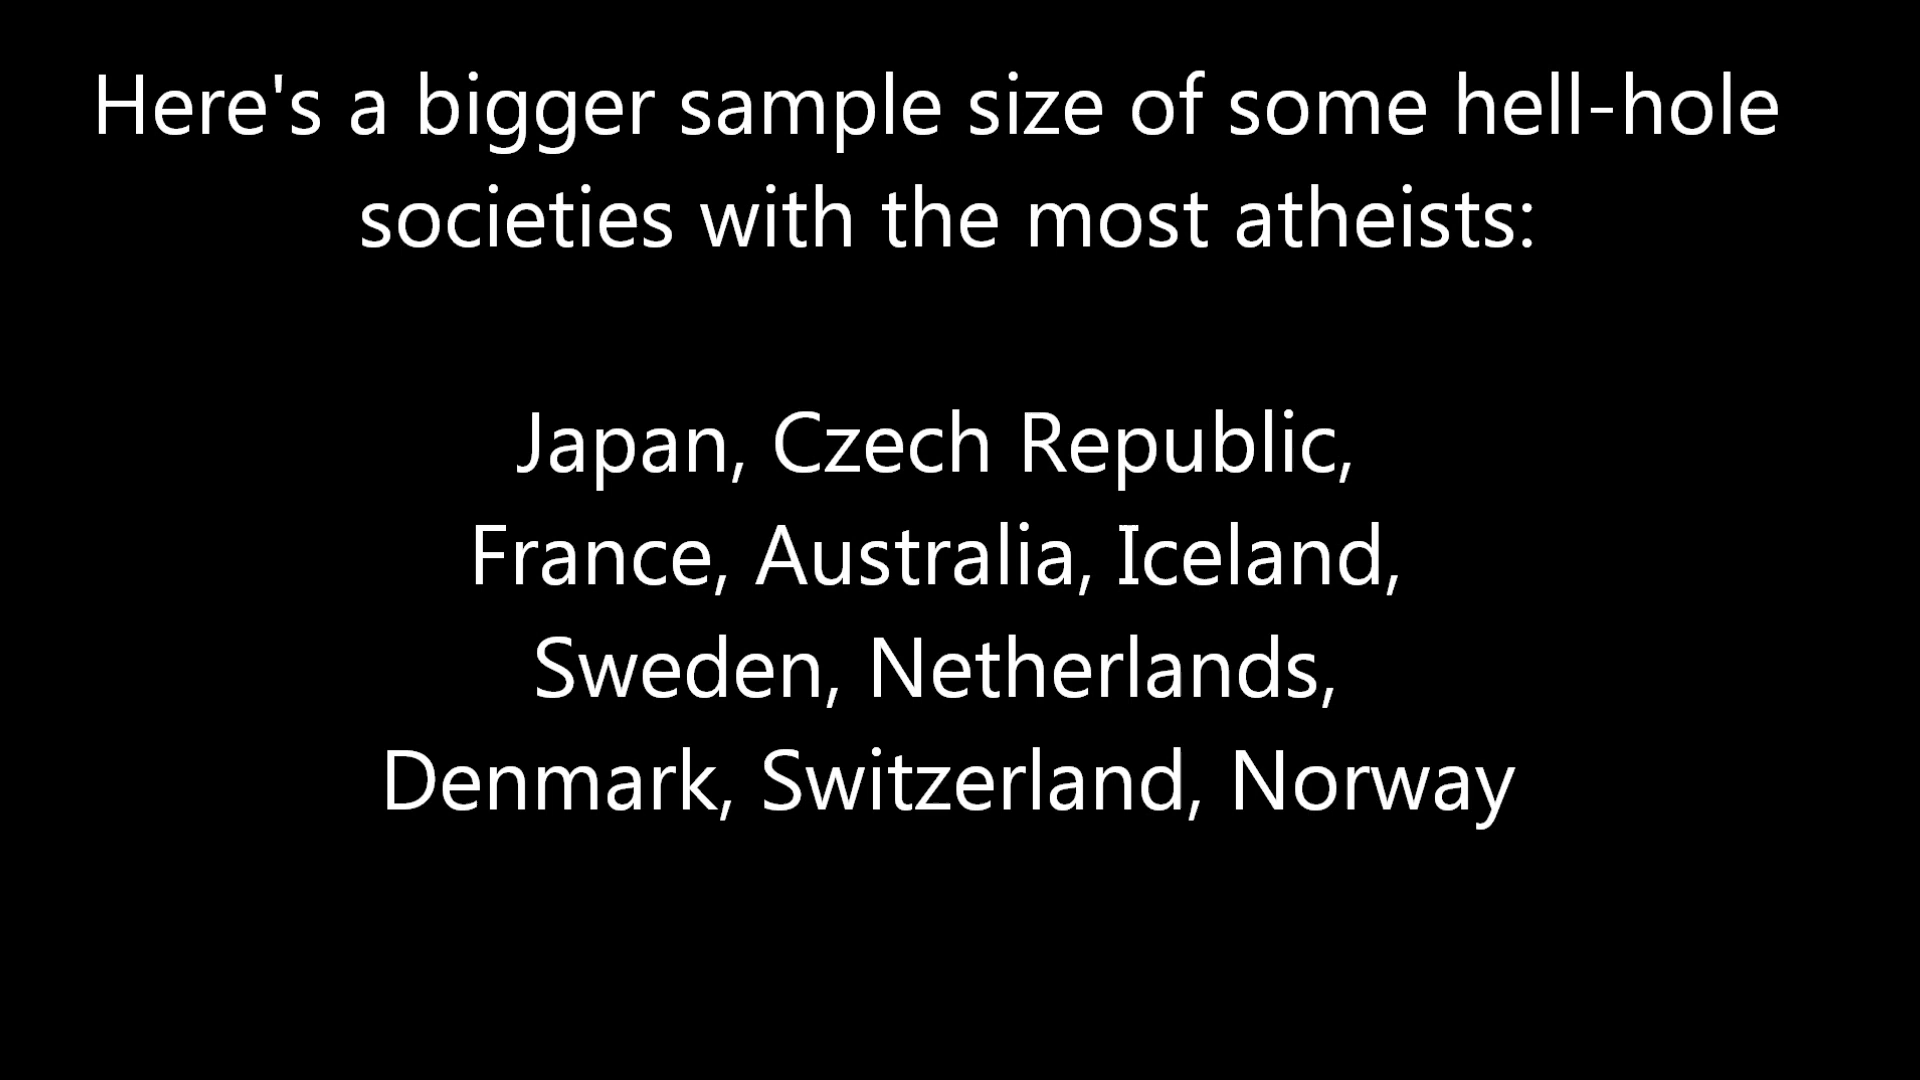 Here's a bigger sample size of some hell-hole
societies with the most atheists:
Japan, Czech Republic,
France, Australia, Iceland,
Sweden, Netherlands,
Denmark, Switzerland, Norway